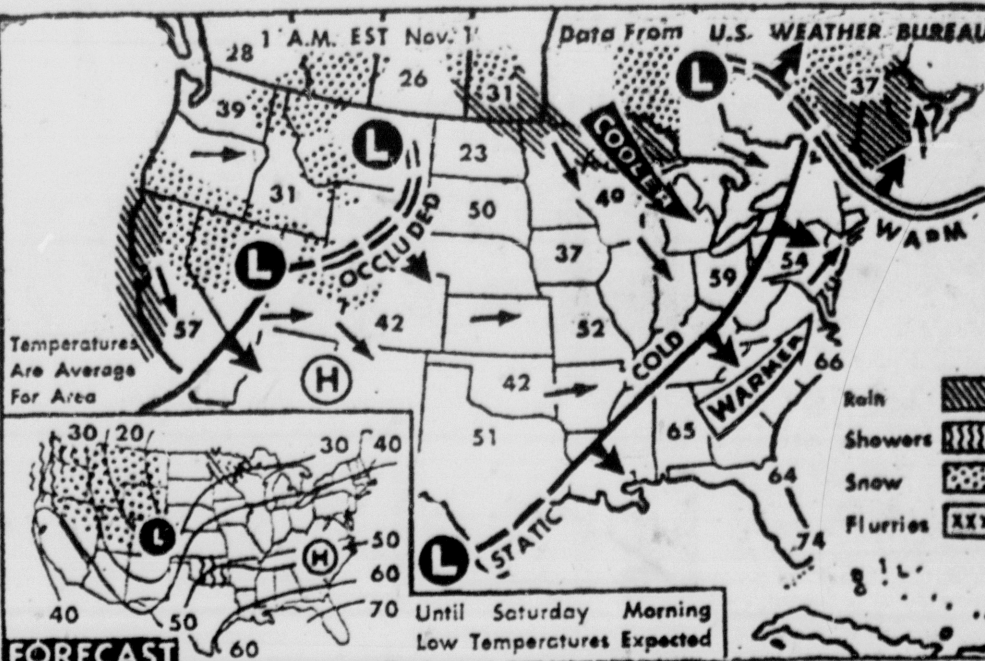 1 A.M. EST Nov. 1
Data From U.S. WEATHER BUREAU
28
26
31
37
39
L
L
COOLER
23
31
49
50
OCCLUDED
WARM
37
54
59
L
57
42
52
COLD
Temperatures
Are Average
For Area
H
42
WARMER
66
Rain
51
65
Showers
64
Snow
Flurries
74
STATIC
L
30 20
30
40
L
H
50
60
70
40
50
60
Until Saturday Morning
Low Temperatures Expected
FORECAST